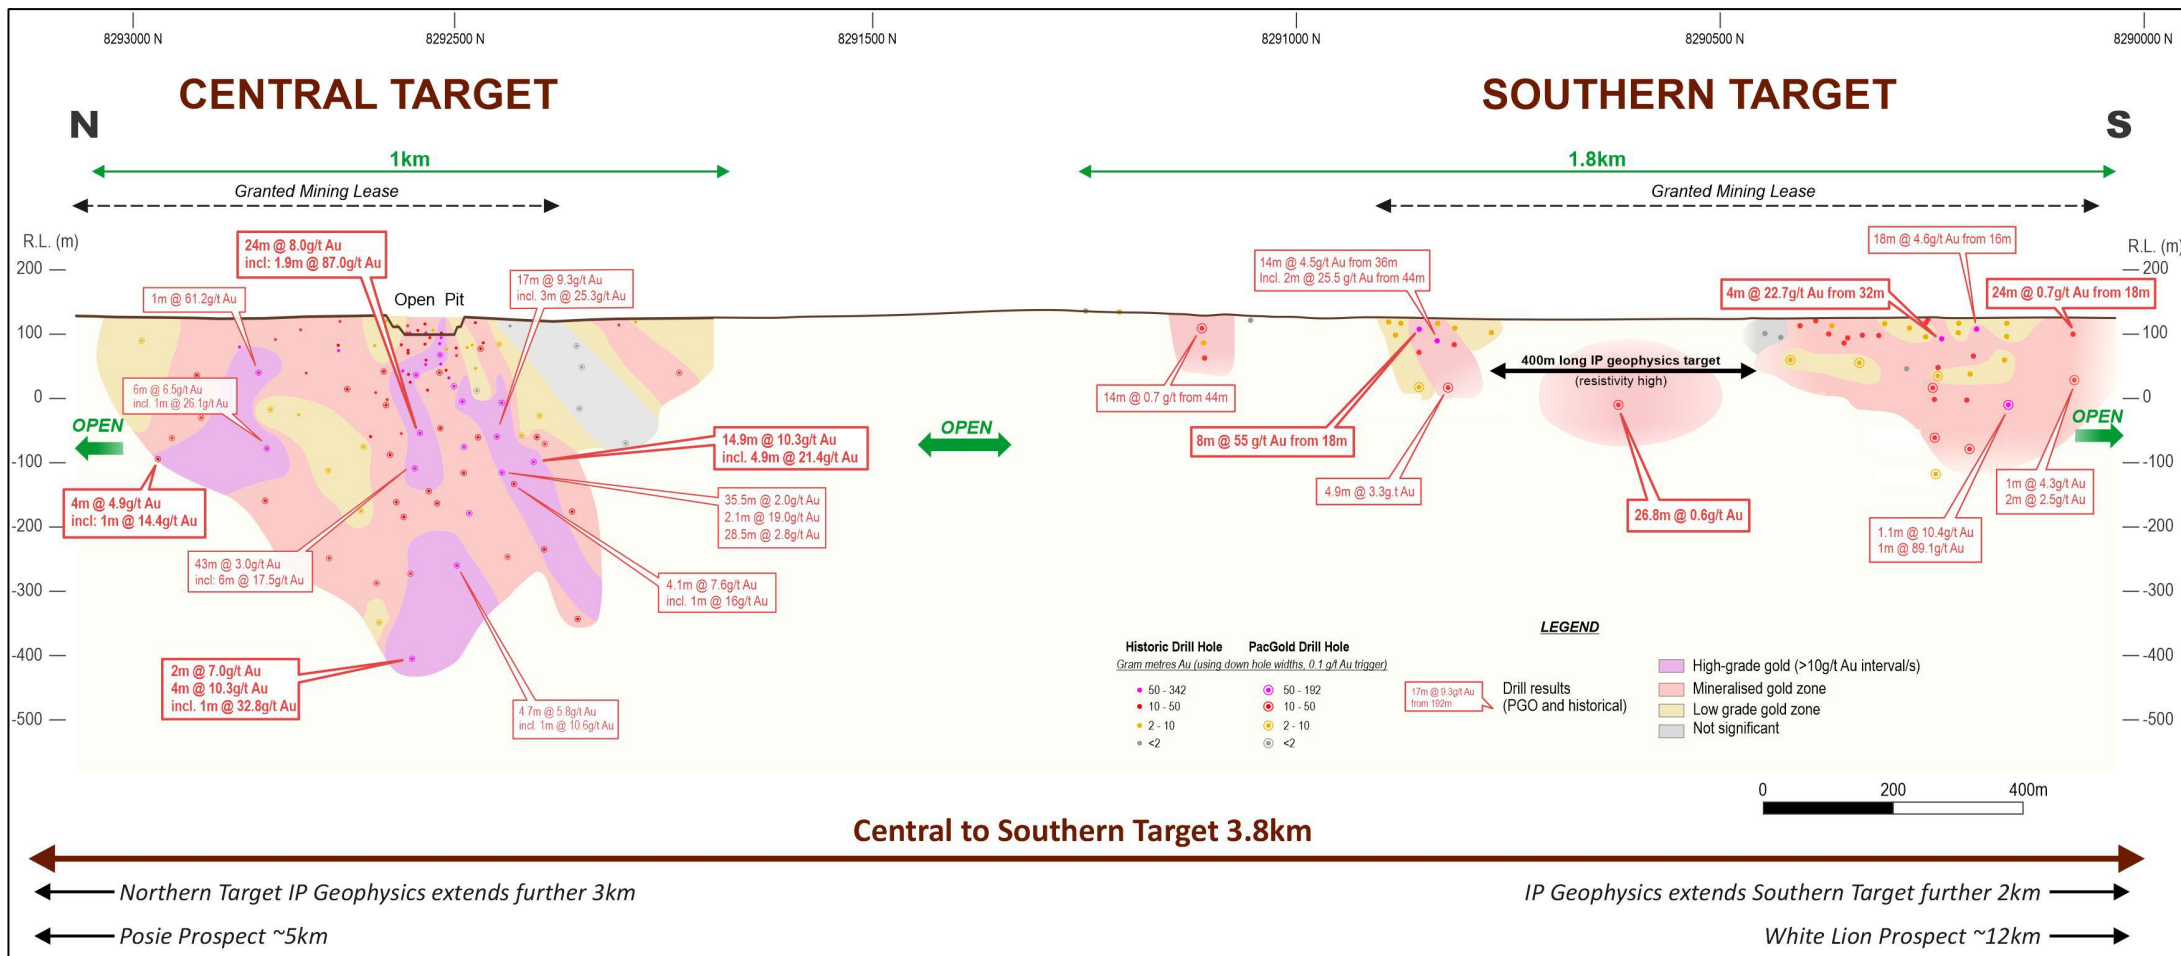 8293000 N
8292500 N
8291500 N
8291000 N
8290500 N
8290000 N
CENTRAL TARGET
SOUTHERN TARGET
N
S
1km
1.8km
Granted Mining Lease
Granted Mining Lease
R.L. (m)
200
100
0
-100
-200
-300
-400
-500
R.L. (m)
200
100
0
-100
-200
-300
-400
-500
24m @ 8.0g/t Au
incl: 1.9m @ 87.0g/t Au
1m @ 61.2g/t Au
Open Pit
17m @ 9.3g/t Au
incl. 3m @ 25.3g/t Au
6m @ 6.5g/t Au
incl. 1m @ 26.1g/t Au
OPEN
4m @ 4.9g/t Au
incl: 1m @ 14.4g/t Au
14.9m @ 10.3g/t Au
incl. 4.9m @ 21.4g/t Au
35.5m @ 2.0g/t Au
2.1m @ 19.0g/t Au
28.5m @ 2.8g/t Au
43m @ 3.0g/t Au
incl: 6m @ 17.5g/t Au
4.1m @ 7.6g/t Au
incl. 1m @ 16g/t Au
2m @ 7.0g/t Au
4m @ 10.3g/t Au
incl. 1m @ 32.8g/t Au
4.7m @ 5.8g/t Au
incl. 1m @ 10.6g/t Au
OPEN
14m @ 4.5g/t Au from 36m
Incl. 2m @ 25.5 g/t Au from 44m
14m @ 0.7 g/t from 44m
8m @ 55 g/t Au from 18m
4.9m @ 3.3g.t Au
400m long IP geophysics target
(resistivity high)
26.8m @ 0.6g/t Au
18m @ 4.6g/t Au from 16m
4m @ 22.7g/t Au from 32m
24m @ 0.7g/t Au from 18m
OPEN
1m @ 4.3g/t Au
2m @ 2.5g/t Au
1.1m @ 10.4g/t Au
1m @ 89.1g/t Au
LEGEND
Historic Drill Hole
PacGold Drill Hole
Gram metres Au (using down hole widths, 0.1 g/t Au trigger)
50 - 342
50 - 192
10 - 50
10 - 50
2 - 10
2 - 10
<2
<2
17m @ 9.3g/t Au
from 192m
Drill results
(PGO and historical)
High-grade gold (>10g/t Au interval/s)
Mineralised gold zone
Low grade gold zone
Not significant
0
200
400m
Central to Southern Target 3.8km
Northern Target IP Geophysics extends further 3km
IP Geophysics extends Southern Target further 2km
Posie Prospect ~5km
White Lion Prospect ~12km